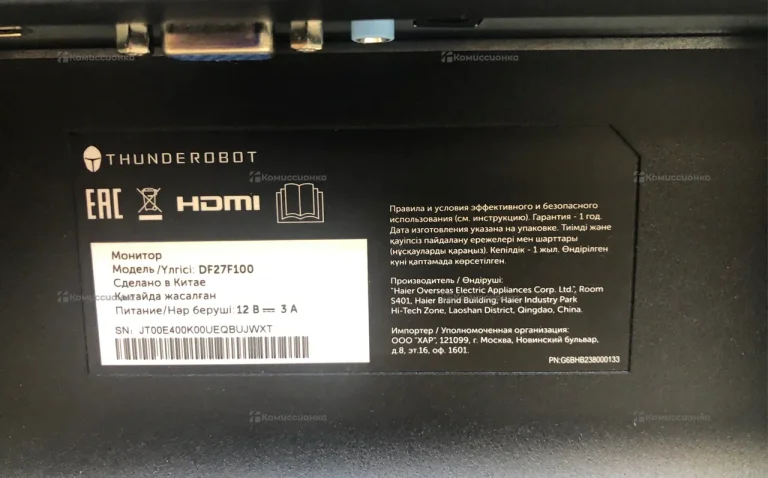 Комиссионка
Комиссионка
Комиссионка
THUNDEROBOT
Комиссионка
Комиссионка
EAC
HDMI
Монитор
Модель /Үлгісі: DF27F100
Сделано в Китае
Қытайда жасалған
Питание/Нәр беруші: 12 В 3 А
SN: JT00E400K00UEQBUJWXT
Правила и условия эффективного и безопасного
использования (см. инструкцию). Гарантия - 1 год.
Дата изготовления указана на упаковке. Тиімді және
қауіпсіз пайдалану ережелері мен шарттары
(нұсқауларды қараңыз). Кепілдік - 1 жыл. Өндірілген
күні қаптамада көрсетілген.
Производитель / Өндіруші:
"Haier Overseas Electric Appliances Corp. Ltd.", Room
S401, Haier Brand Building, Haier Industry Park
Hi-Tech Zone, Laoshan District, Qingdao, China.
Импортер / Уполномоченная организация:
ООО "ХАР", 121099, г. Москва, Новинский бульвар,
д.8, эт.16, оф. 1601.
PN:G6BHB238000133
Комиссионка
Комиссионка
Комиссионка
Комиссионка
Комиссионка